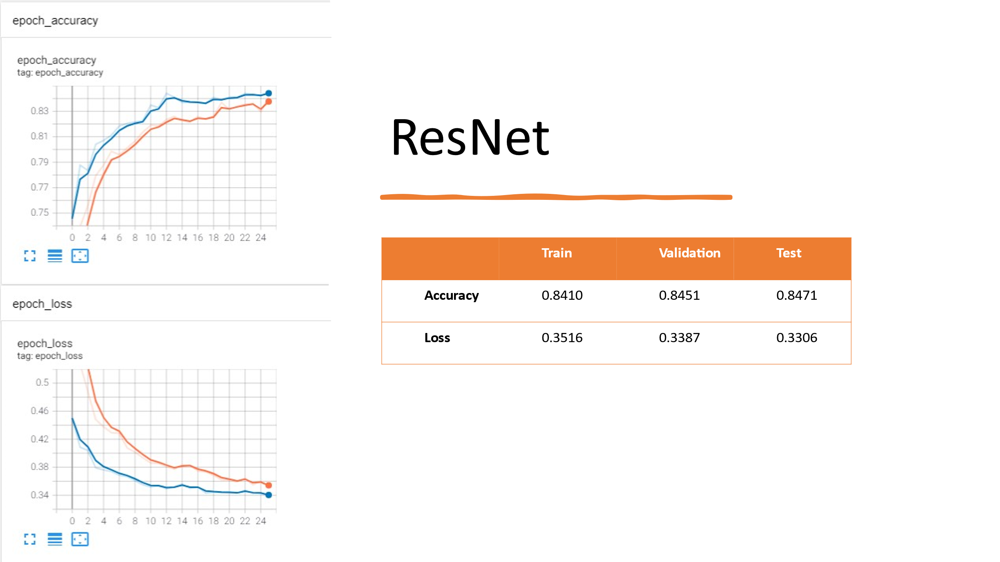 epoch_accuracy
epoch_accuracy
tag: epoch_accuracy
0.83
0.81
0.79
0.77
0.75
0 2 4 6 8 10 12 14 16 18 20 22 24
epoch_loss
epoch_loss
tag: epoch_loss
0.5
0.46
0.42
0.38
0.34
0 2 4 6 8 10 12 14 16 18 20 22 24
ResNet
Train Validation Test
Accuracy 0.8410 0.8451 0.8471
Loss 0.3516 0.3387 0.3306